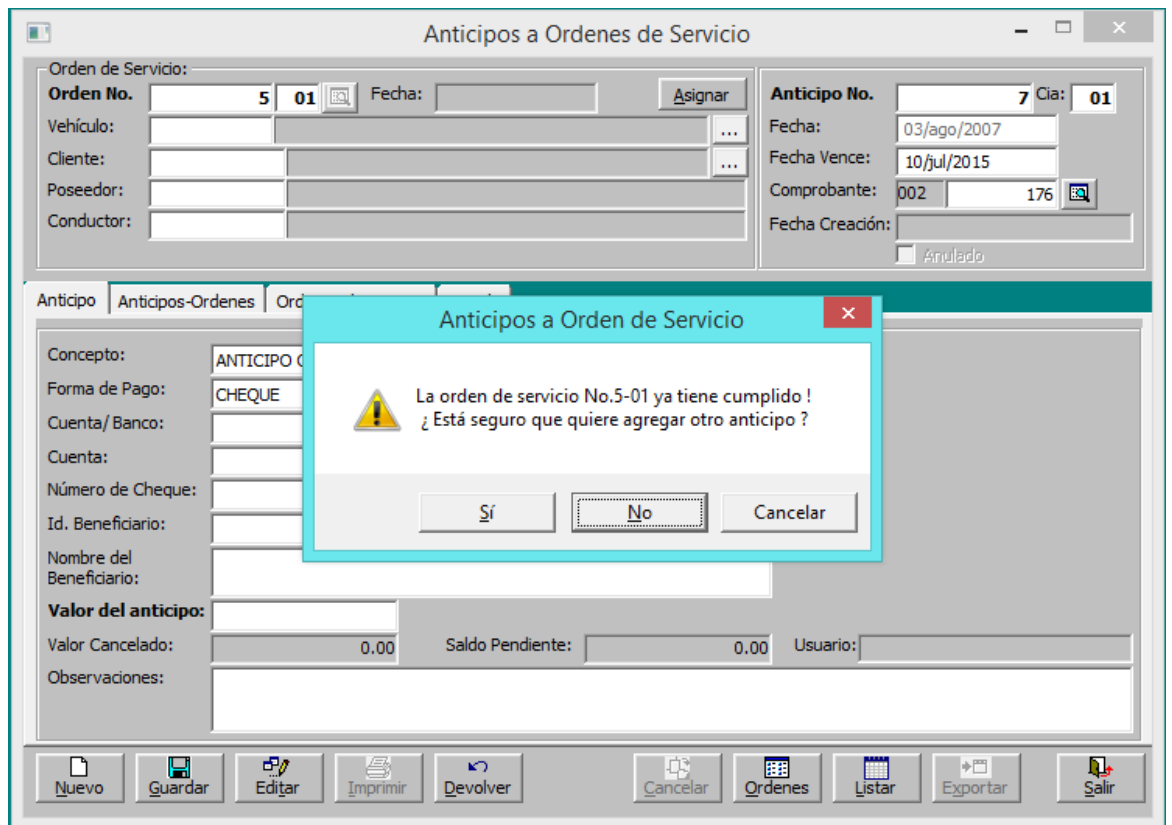 Anticipos a Ordenes de Servicio
Orden de Servicio:
Orden No. 5 01 Fecha: Asignar
Vehículo: ...
Cliente: ...
Poseedor:
Conductor:
Anticipo No. 7 Cia: 01
Fecha: 03/ago/2007
Fecha Vence: 10/jul/2015
Comprobante: 002 176
Fecha Creación:
Anulado
Anticipo Anticipos-Ordenes
Anticipos a Orden de Servicio
La orden de servicio No.5-01 ya tiene cumplido !
¿ Está seguro que quiere agregar otro anticipo ?
Sí No Cancelar
Concepto: ANTICIPO
Forma de Pago: CHEQUE
Cuenta/Banco:
Cuenta:
Número de Cheque:
Id. Beneficiario:
Nombre del
Beneficiario:
Valor del anticipo:
Valor Cancelado: 0.00 Saldo Pendiente: 0.00 Usuario:
Observaciones:
Nuevo Guardar Editar Imprimir Devolver Cancelar Ordenes Listar Exportar Salir